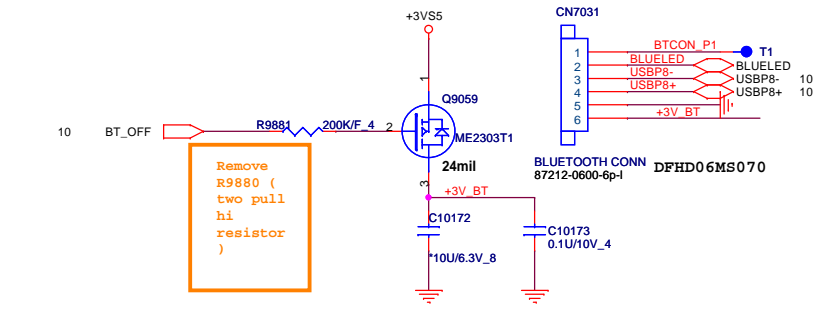 +3VS5
CN7031
1
BTCON_P1
T1
2
BLUELED
BLUELED
3
USBP8-
USBP8-
10
4
USBP8+
USBP8+
10
5
6
+3V_BT
BLUETOOTH CONN
87212-0600-6p-l
DFHD06MS070
1
Q9059
10
BT_OFF
R9881
200K/F_4
2
ME2303T1
24mil
3
+3V_BT
Remove
R9880 (
two pull
hi
resistor
)
C10172
*10U/6.3V_8
C10173
0.1U/10V_4